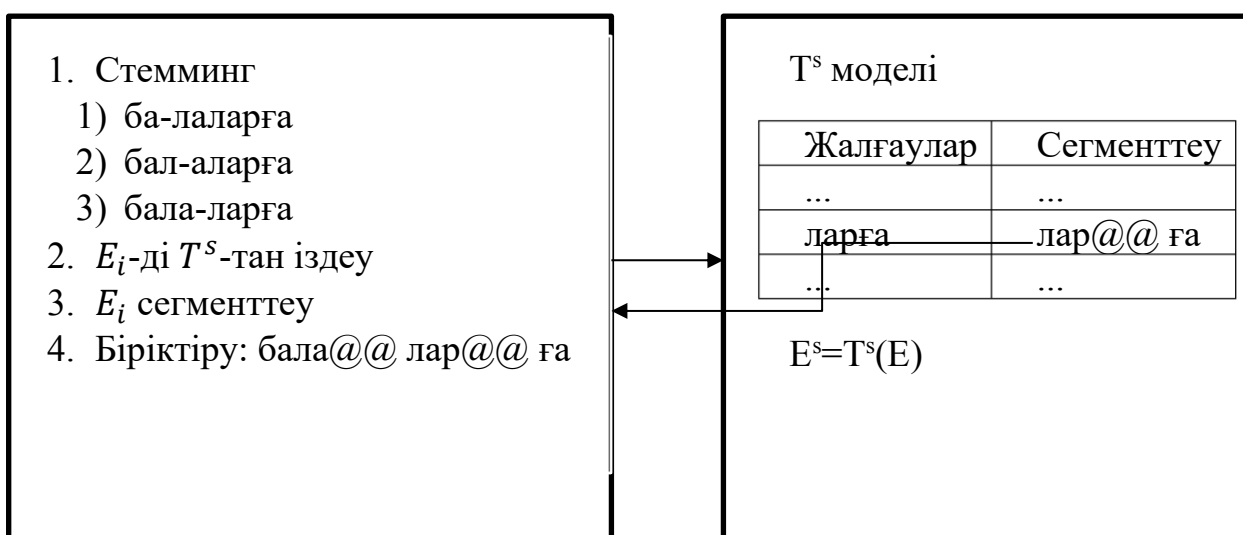 1. Стемминг
1) ба-лаларға
2) бал-аларға
3) бала-ларға
2. Eᵢ-ді Tˢ-тан іздеу
3. Eᵢ сегменттеу
4. Біріктіру: бала@@ лар@@ ға
Tˢ моделі
Жалғаулар Сегменттеу
... ...
ларға лар@@ ға
... ...
Eˢ=Tˢ(E)